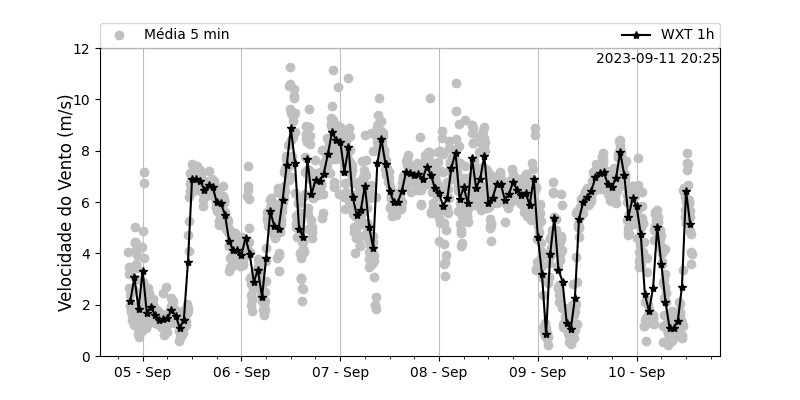 Média 5 min
WXT 1h
2023-09-11 20:25
Velocidade do Vento (m/s)
12
10
8
6
4
2
0
05 - Sep
06 - Sep
07 - Sep
08 - Sep
09 - Sep
10 - Sep